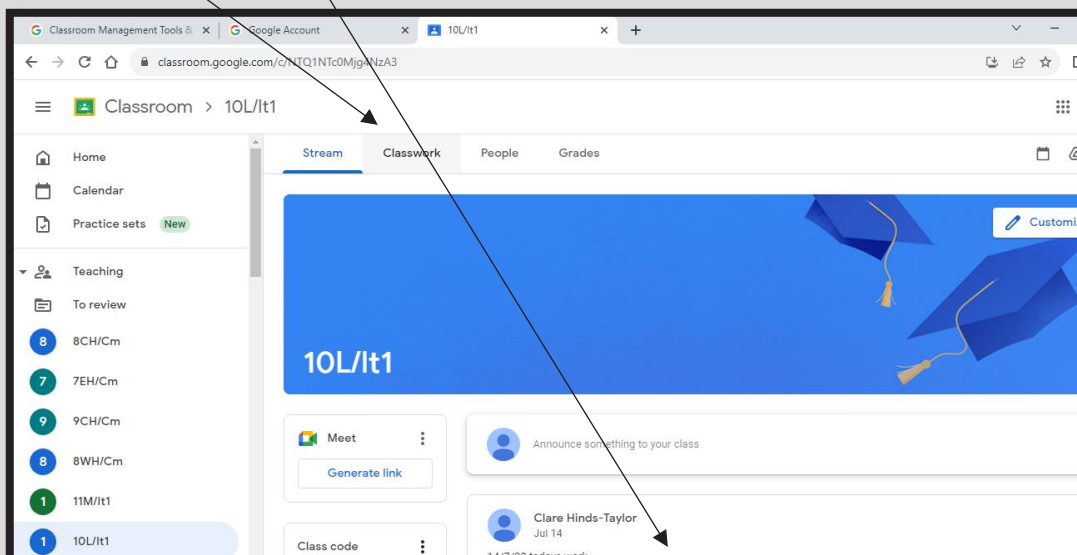 Classroom Management Tools &
Google Account
10L/It1
classroom.google.com/c/NTQ1NTc0Mjg4NzA3
Classroom > 10L/It1
Home
Calendar
Practice sets New
Teaching
To review
8 8CH/Cm
7 7EH/Cm
9 9CH/Cm
8 8WH/Cm
1 11M/It1
1 10L/It1
Stream Classwork People Grades
Customi
10L/It1
Meet
Generate link
Class code
Announce something to your class
Clare Hinds-Taylor
Jul 14